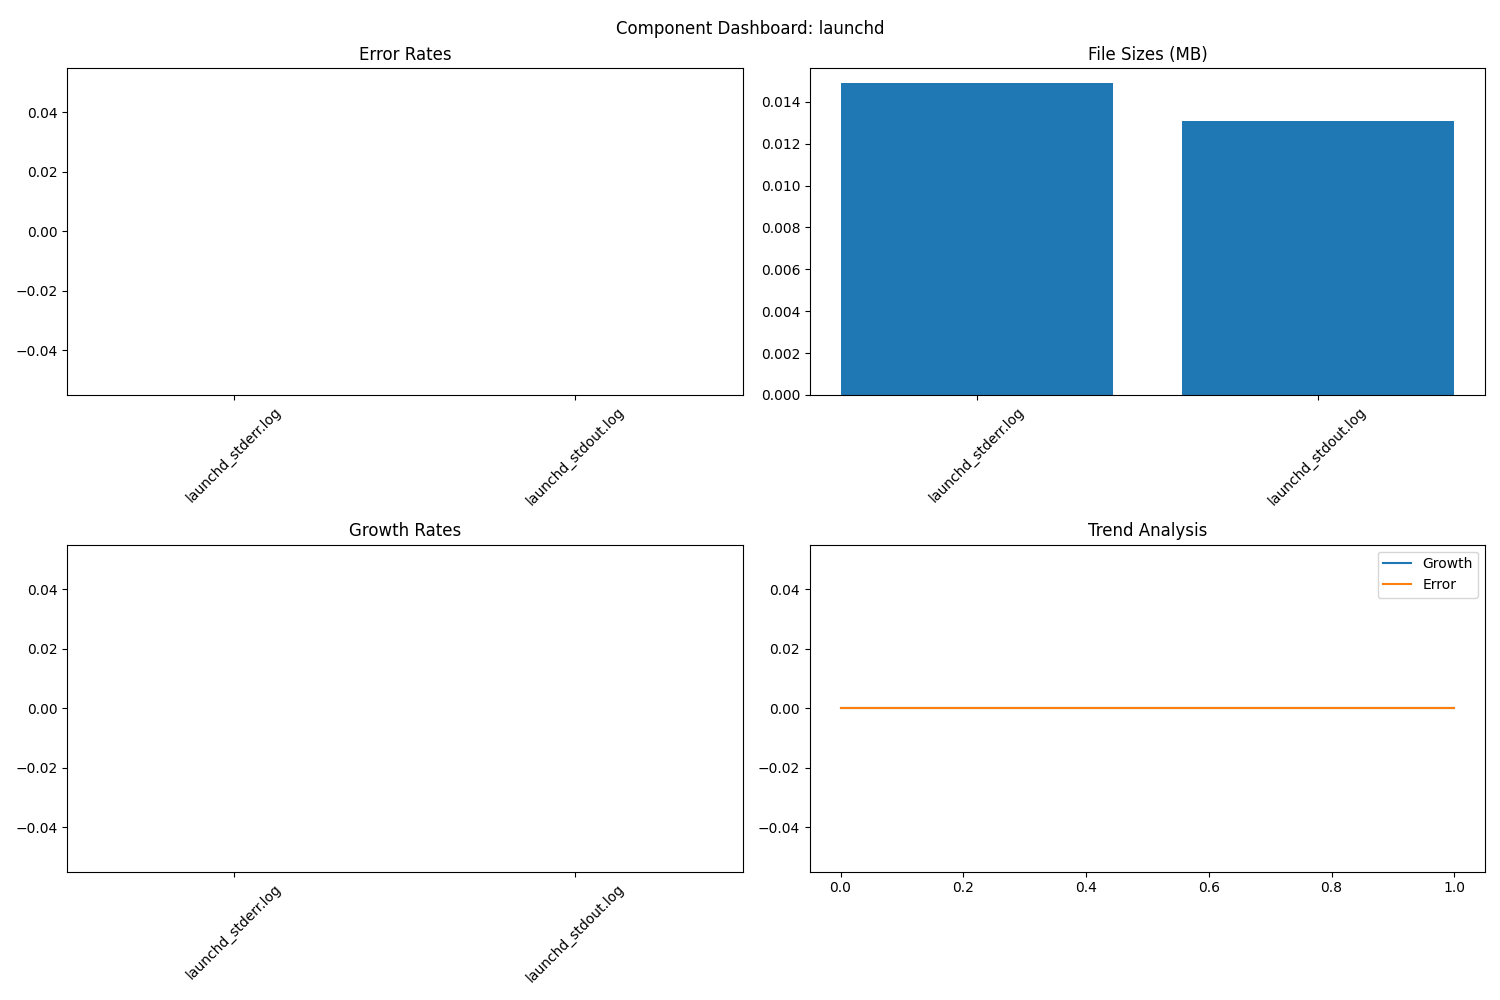 Component Dashboard: launchd
Error Rates
0.04
0.02
0.00
−0.02
−0.04
launchd_stderr.log
launchd_stdout.log
File Sizes (MB)
0.014
0.012
0.010
0.008
0.006
0.004
0.002
0.000
launchd_stderr.log
launchd_stdout.log
Growth Rates
0.04
0.02
0.00
−0.02
−0.04
launchd_stderr.log
launchd_stdout.log
Trend Analysis
Growth
Error
0.04
0.02
0.00
−0.02
−0.04
0.0 0.2 0.4 0.6 0.8 1.0